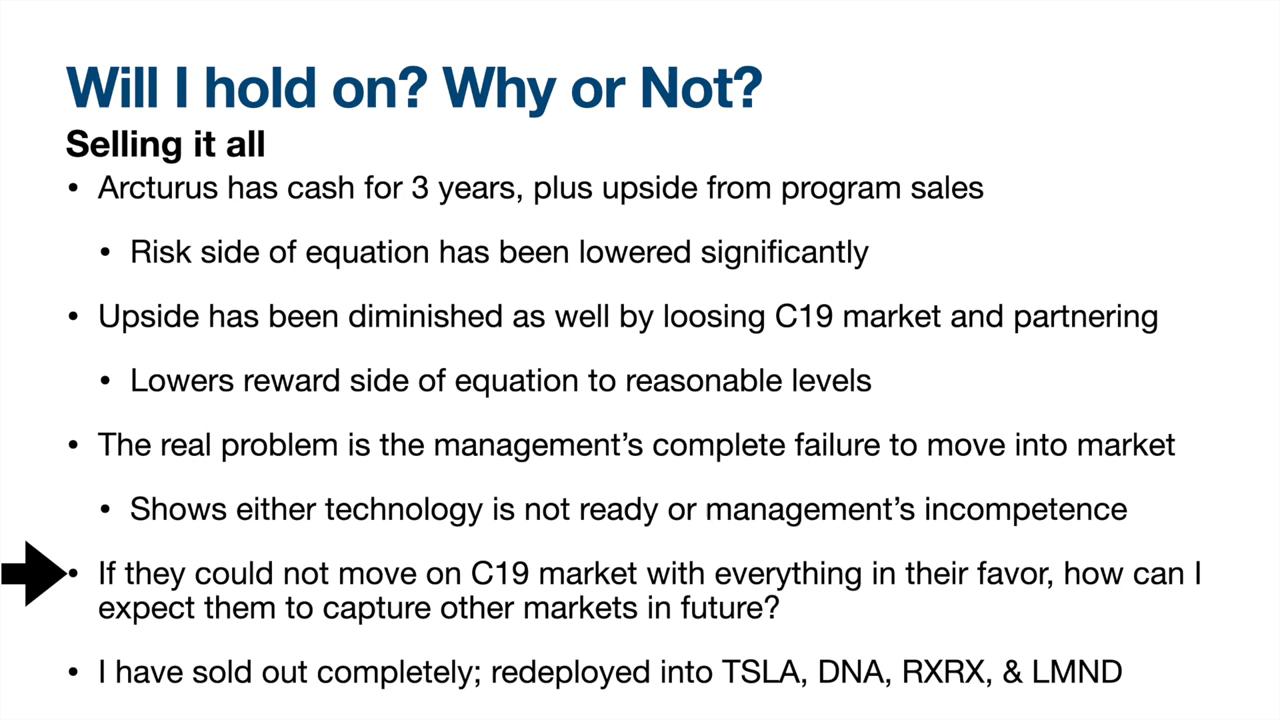 Will I hold on? Why or Not?
Selling it all
• Arcturus has cash for 3 years, plus upside from program sales
• Risk side of equation has been lowered significantly
• Upside has been diminished as well by loosing C19 market and partnering
• Lowers reward side of equation to reasonable levels
• The real problem is the management’s complete failure to move into market
• Shows either technology is not ready or management’s incompetence
• If they could not move on C19 market with everything in their favor, how can I
expect them to capture other markets in future?
• I have sold out completely; redeployed into TSLA, DNA, RXRX, & LMND